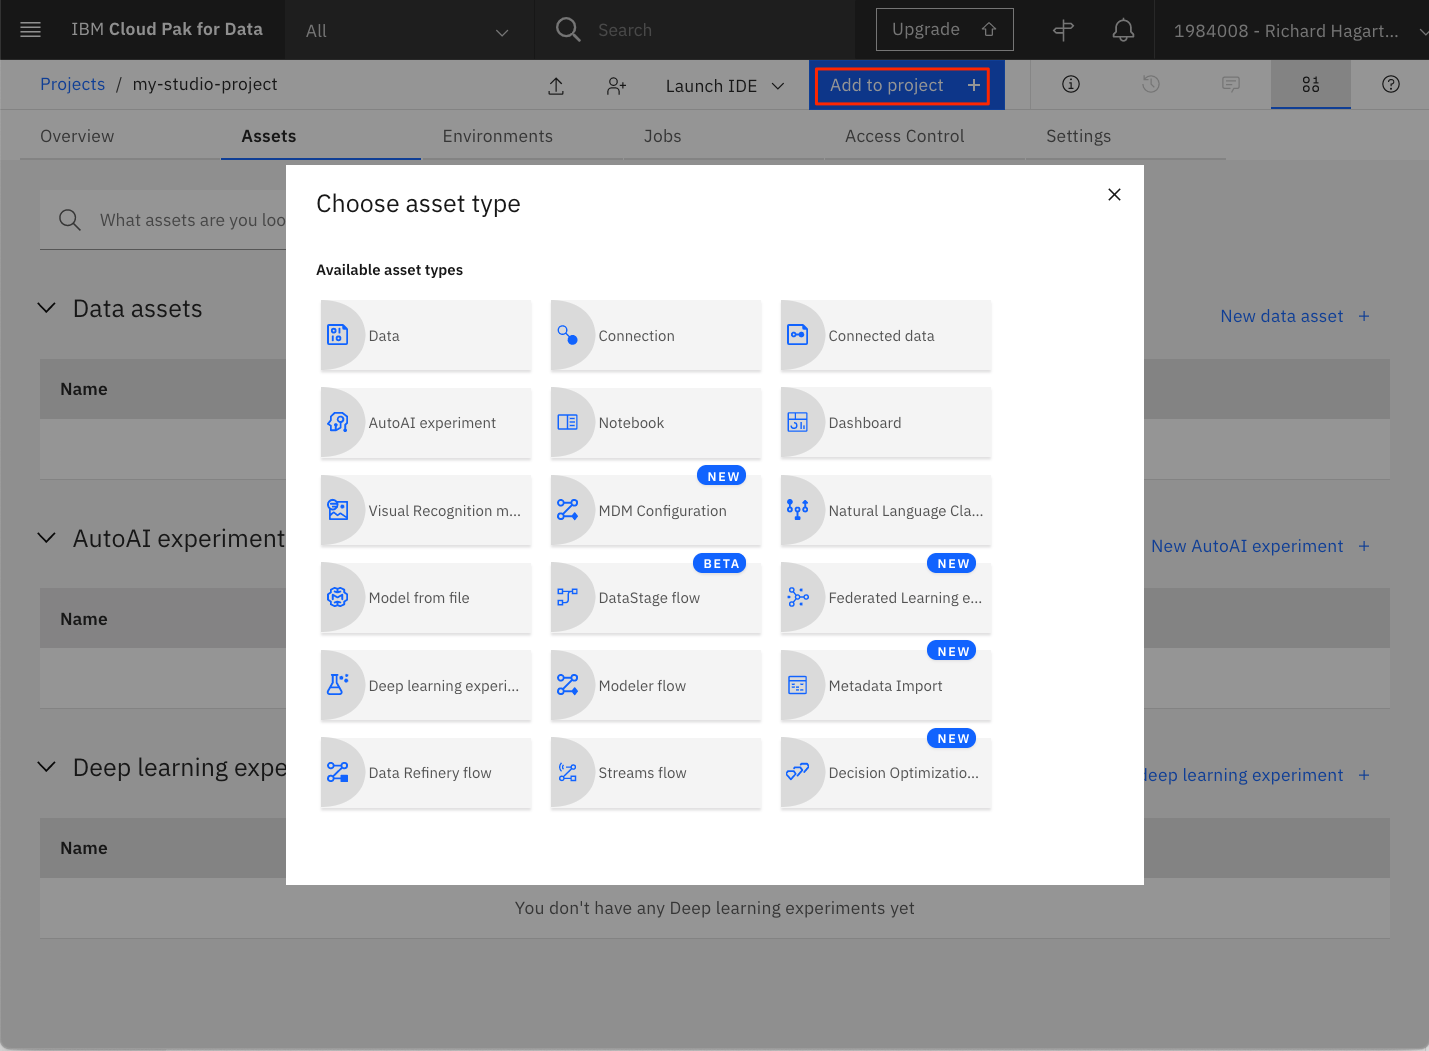 IBM Cloud Pak for Data
All
Search
Upgrade
1984008 - Richard Hagart...
Projects / my-studio-project
Launch IDE
Add to project +
Overview
Assets
Environments
Jobs
Access Control
Settings
What assets are you loo
Choose asset type
Available asset types
Data
Connection
Connected data
AutoAI experiment
Notebook
Dashboard
Visual Recognition m...
NEW
MDM Configuration
Natural Language Cla...
Model from file
BETA
DataStage flow
NEW
Federated Learning e...
Deep learning experi...
Modeler flow
NEW
Metadata Import
Data Refinery flow
Streams flow
NEW
Decision Optimizatio...
Data assets
New data asset +
Name
AutoAI experiment
New AutoAI experiment +
Name
Deep learning expe
deep learning experiment +
Name
You don't have any Deep learning experiments yet